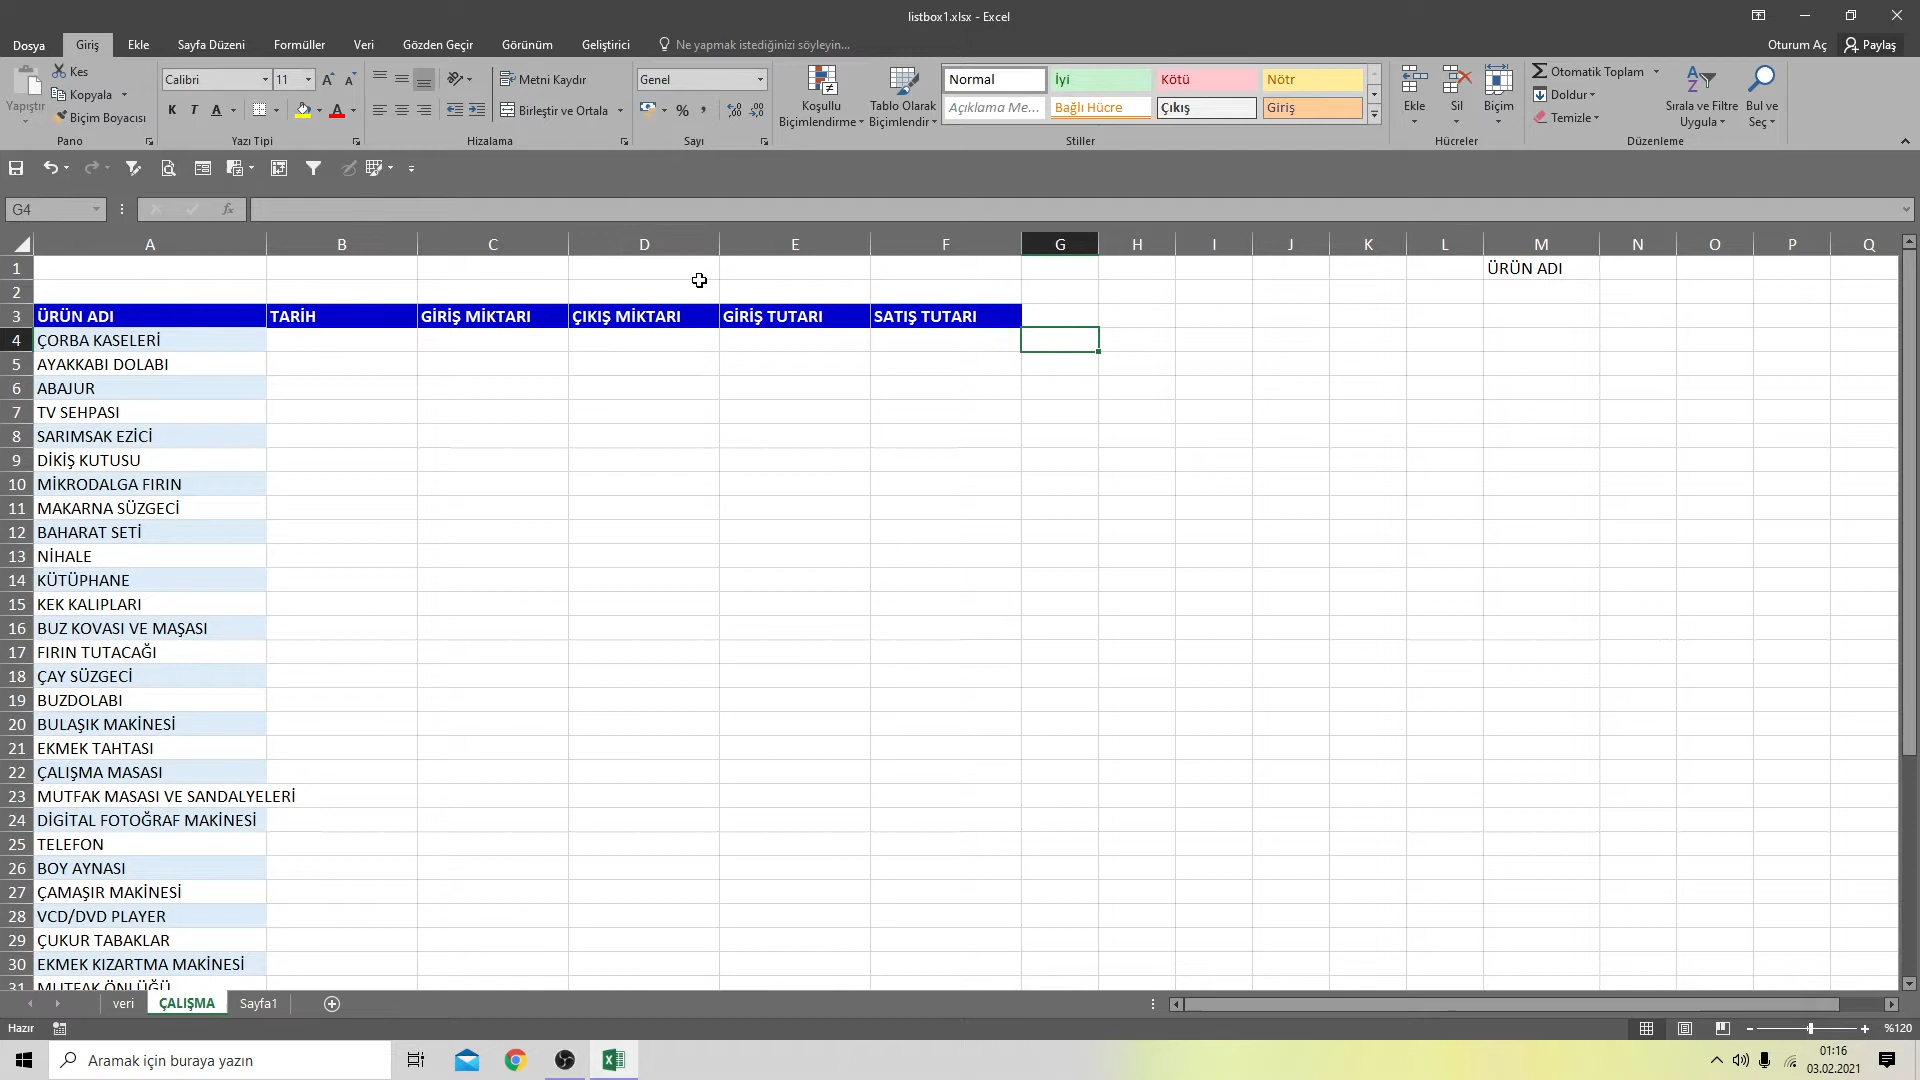 listbox1.xlsx - Excel
Dosya Giriş Ekle Sayfa Düzeni Formüller Veri Gözden Geçir Görünüm Geliştirici Ne yapmak istediğinizi söyleyin... Oturum Aç Paylaş
Yapıştır
Kes
Kopyala
Biçim Boyacısı
Pano
Calibri 11
K T A
Yazı Tipi
Metni Kaydır
Birleştir ve Ortala
Hizalama
Genel
Sayı
Koşullu Biçimlendirme
Tablo Olarak Biçimlendir
Normal İyi Kötü Nötr
Açıklama Me... Bağlı Hücre Çıkış Giriş
Stiller
Ekle Sil Biçim
Hücreler
Otomatik Toplam
Doldur
Temizle
Sırala ve Filtre Uygula
Bul ve Seç
Düzenleme
G4
A B C D E F G H I J K L M N O P Q
1 ÜRÜN ADI
2
3 ÜRÜN ADI TARİH GİRİŞ MİKTARI ÇIKIŞ MİKTARI GİRİŞ TUTARI SATIŞ TUTARI
4 ÇORBA KASELERİ
5 AYAKKABI DOLABI
6 ABAJUR
7 TV SEHPASI
8 SARIMSAK EZİCİ
9 DİKİŞ KUTUSU
10 MİKRODALGA FIRIN
11 MAKARNA SÜZGECİ
12 BAHARAT SETİ
13 NİHALE
14 KÜTÜPHANE
15 KEK KALIPLARI
16 BUZ KOVASI VE MAŞASI
17 FIRIN TUTACAĞI
18 ÇAY SÜZGECİ
19 BUZDOLABI
20 BULAŞIK MAKİNESİ
21 EKMEK TAHTASI
22 ÇALIŞMA MASASI
23 MUTFAK MASASI VE SANDALYELERİ
24 DİGİTAL FOTOĞRAF MAKİNESİ
25 TELEFON
26 BOY AYNASI
27 ÇAMAŞIR MAKİNESİ
28 VCD/DVD PLAYER
29 ÇUKUR TABAKLAR
30 EKMEK KIZARTMA MAKİNESİ
31 MUTFAK ÖNLÜĞÜ
veri ÇALIŞMA Sayfa1
Hazır %120
Aramak için buraya yazın 01:16
03.02.2021